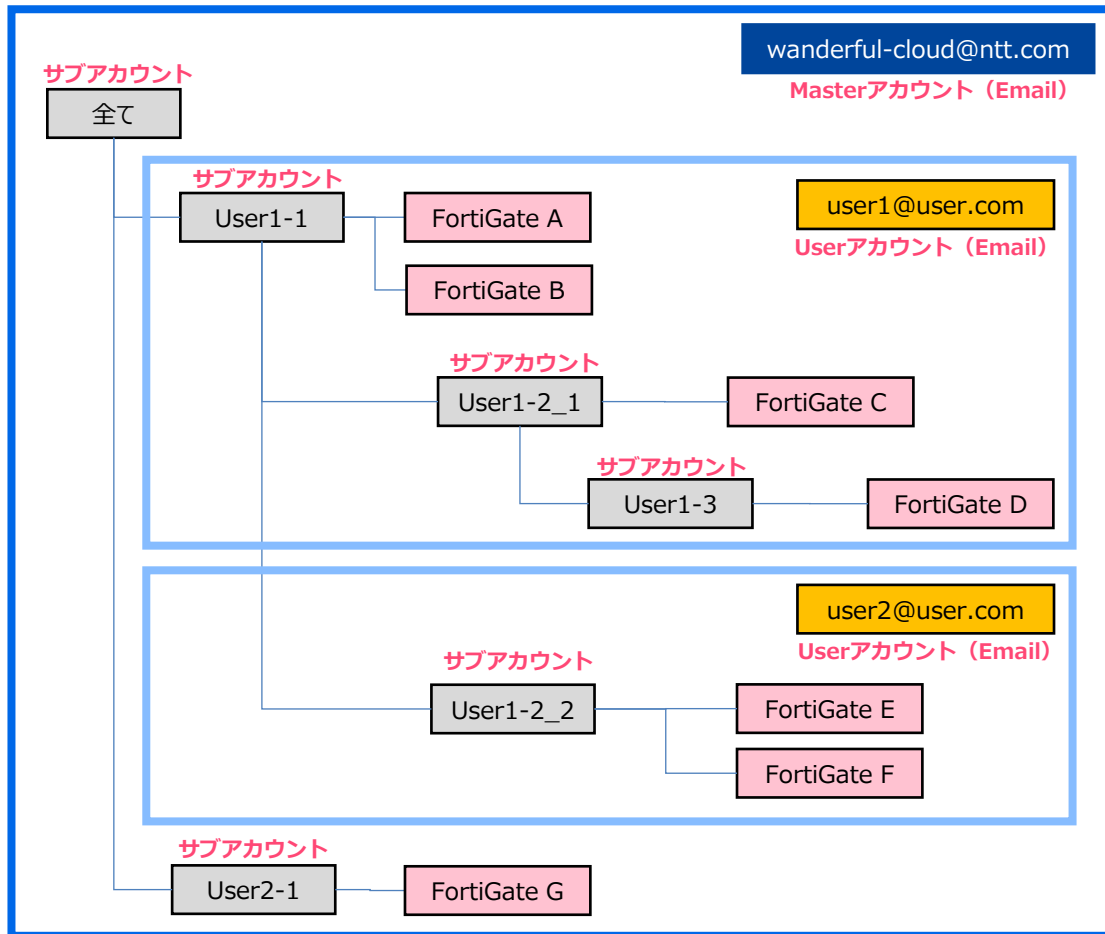 wanderful-cloud@ntt.com
Masterアカウント（Email）
サブアカウント
全て
サブアカウント
User1-1
FortiGate A
user1@user.com
Userアカウント（Email）
FortiGate B
サブアカウント
User1-2_1
FortiGate C
サブアカウント
User1-3
FortiGate D
user2@user.com
Userアカウント（Email）
サブアカウント
User1-2_2
FortiGate E
FortiGate F
サブアカウント
User2-1
FortiGate G